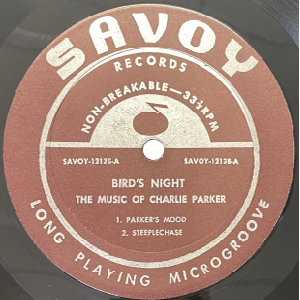 SAVOY
RECORDS
NON-BREAKABLE—33⅓RPM
SAVOY-12138-A
SAVOY-12138-A
BIRD'S NIGHT
THE MUSIC OF CHARLIE PARKER
1. PARKER'S MOOD
2. STEEPLECHASE
LONG PLAYING MICROGROOVE